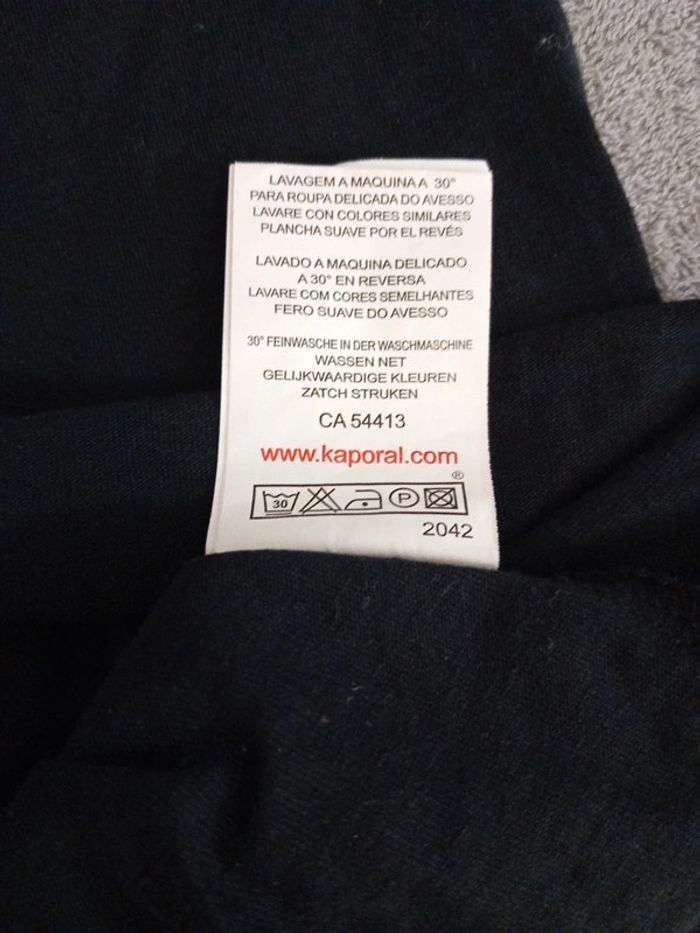 LAVAGEM A MAQUINA A 30°
PARA ROUPA DELICADA DO AVESSO
LAVARE CON COLORES SIMILARES
PLANCHA SUAVE POR EL REVÉS
LAVADO A MAQUINA DELICADO
A 30° EN REVERSA
LAVARE COM CORES SEMELHANTES
FERO SUAVE DO AVESSO
30° FEINWASCHE IN DER WASCHMASCHINE
WASSEN NET
GELIJKWAARDIGE KLEUREN
ZATCH STRUKEN
CA 54413
www.kaporal.com
®
30 P
2042